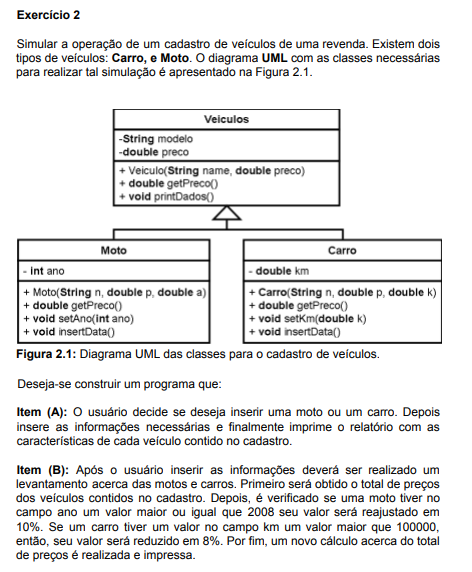 Exercício 2
Simular a operação de um cadastro de veículos de uma revenda. Existem dois
tipos de veículos: Carro, e Moto. O diagrama UML com as classes necessárias
para realizar tal simulação é apresentado na Figura 2.1.
Veiculos
-String modelo
-double preco
+ Veiculo(String name, double preco)
+ double getPreco()
+ void printDados()
Moto
- int ano
+ Moto(String n, double p, double a)
+ double getPreco()
+ void setAno(int ano)
+ void insertData()
Carro
- double km
+ Carro(String n, double p, double k)
+ double getPreco()
+ void setKm(double k)
+ void insertData()
Figura 2.1: Diagrama UML das classes para o cadastro de veículos.
Deseja-se construir um programa que:
Item (A): O usuário decide se deseja inserir uma moto ou um carro. Depois
insere as informações necessárias e finalmente imprime o relatório com as
características de cada veículo contido no cadastro.
Item (B): Após o usuário inserir as informações deverá ser realizado um
levantamento acerca das motos e carros. Primeiro será obtido o total de preços
dos veículos contidos no cadastro. Depois, é verificado se uma moto tiver no
campo ano um valor maior ou igual que 2008 seu valor será reajustado em
10%. Se um carro tiver um valor no campo km um valor maior que 100000,
então, seu valor será reduzido em 8%. Por fim, um novo cálculo acerca do total
de preços é realizada e impressa.